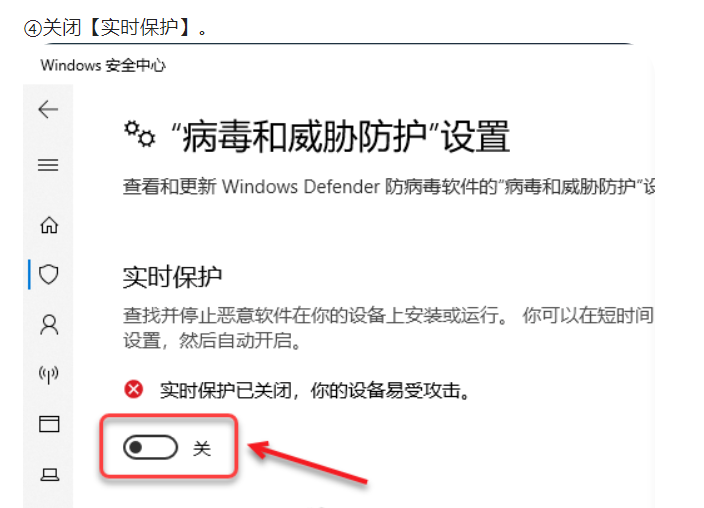 ④关闭【实时保护】。
Windows 安全中心
“病毒和威胁防护”设置
查看和更新 Windows Defender 防病毒软件的“病毒和威胁防护”设
实时保护
查找并停止恶意软件在你的设备上安装或运行。 你可以在短时间
设置，然后自动开启。
实时保护已关闭，你的设备易受攻击。
关